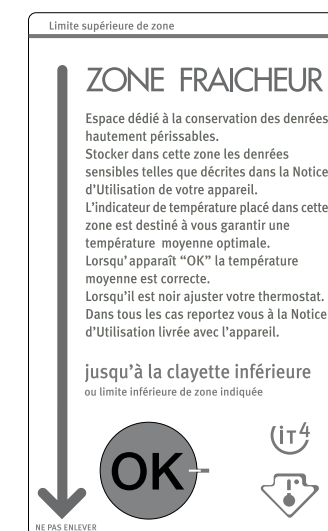 Limite supérieure de zone
ZONE FRAICHEUR
Espace dédié à la conservation des denrées
hautement périssables.
Stocker dans cette zone les denrées
sensibles telles que décrites dans la Notice
d'Utilisation de votre appareil.
L'indicateur de température placé dans cette
zone est destiné à vous garantir une
température moyenne optimale.
Lorsqu'apparaît “OK” la température
moyenne est correcte.
Lorsqu'il est noir ajuster votre thermostat.
Dans tous les cas reportez vous à la Notice
d'Utilisation livrée avec l'appareil.
jusqu'à la clayette inférieure
ou limite inférieure de zone indiquée
OK
iT4
1°
NE PAS ENLEVER